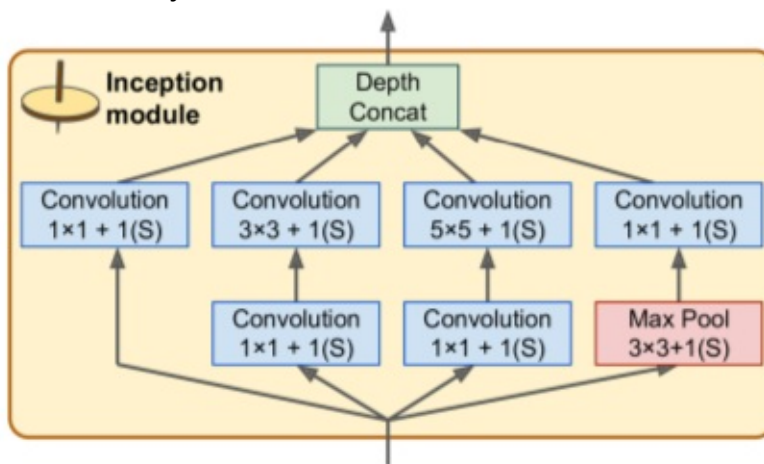 Inception
module
Depth
Concat
Convolution
1×1 + 1(S)
Convolution
3×3 + 1(S)
Convolution
5×5 + 1(S)
Convolution
1×1 + 1(S)
Convolution
1×1 + 1(S)
Convolution
1×1 + 1(S)
Max Pool
3×3+1(S)